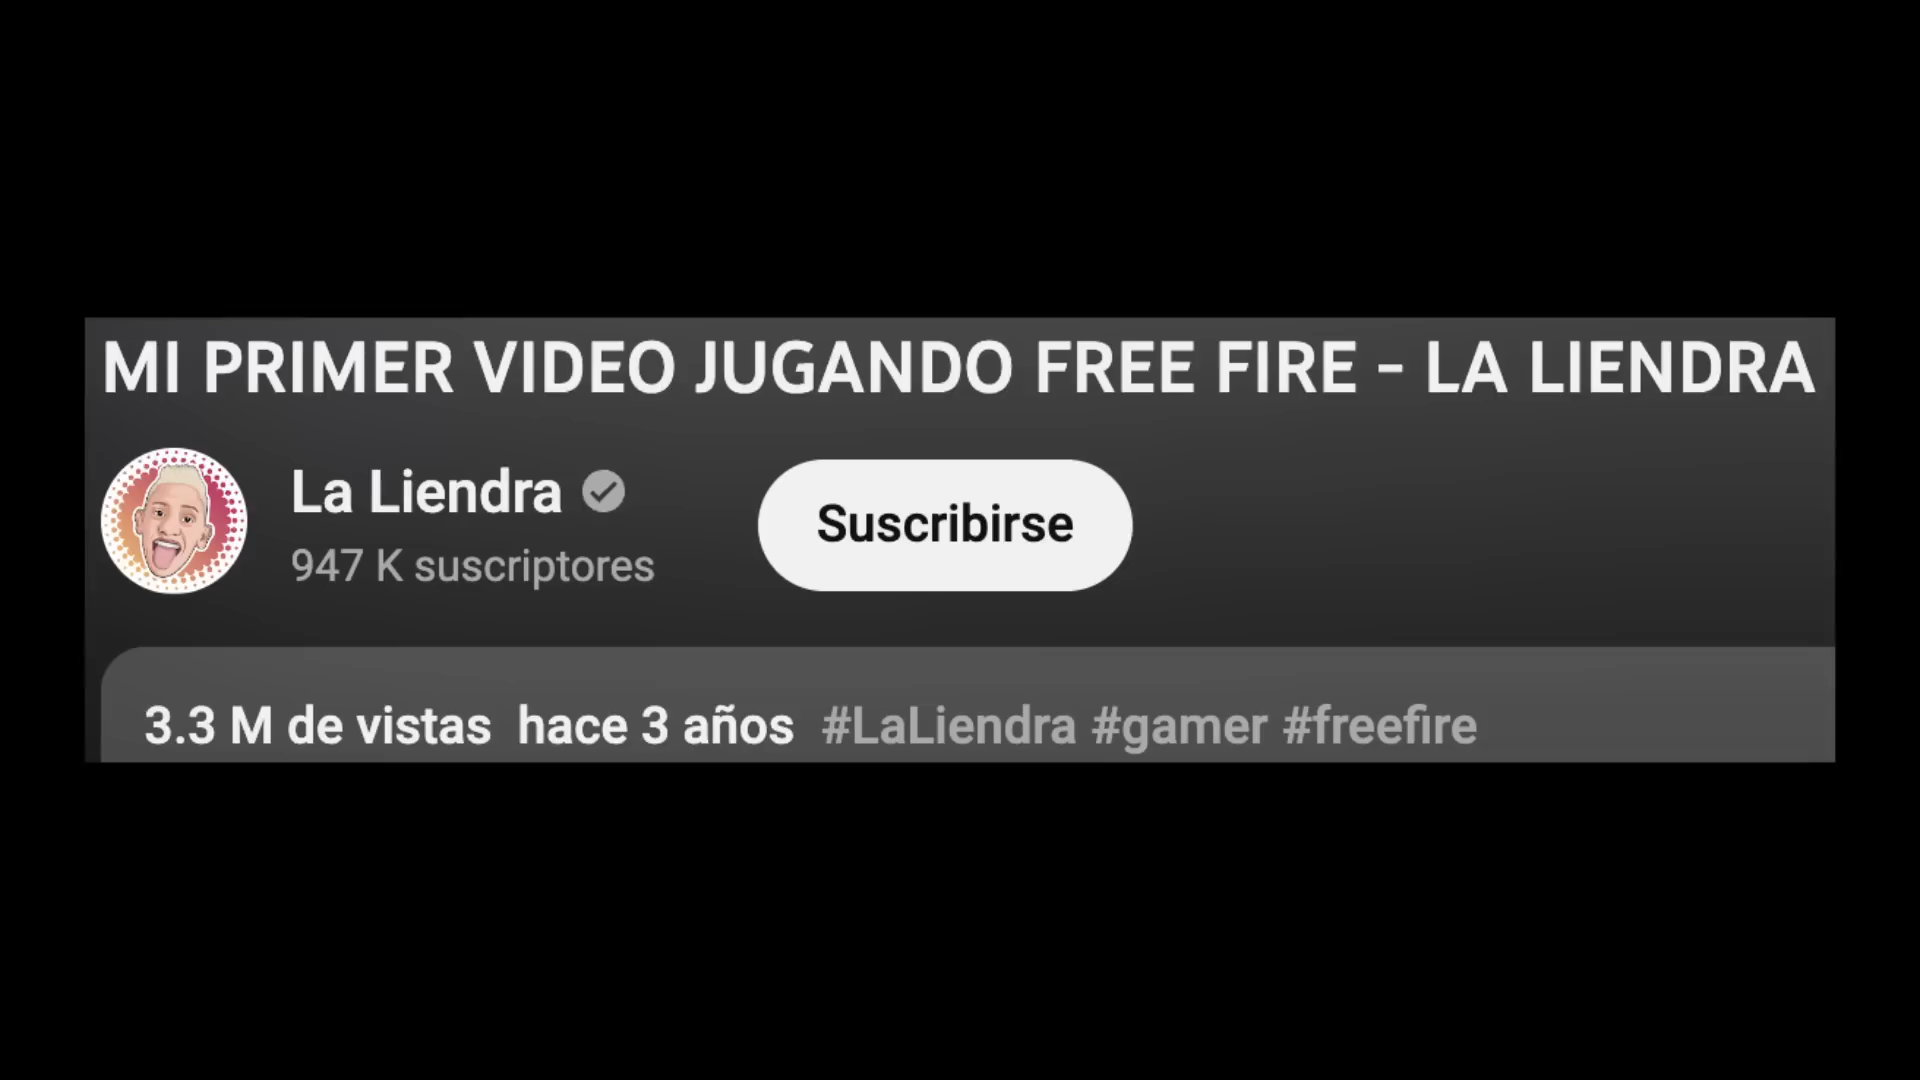 MI PRIMER VIDEO JUGANDO FREE FIRE - LA LIENDRA
La Liendra
947 K suscriptores
Suscribirse
3.3 M de vistas hace 3 años #LaLiendra #gamer #freefire